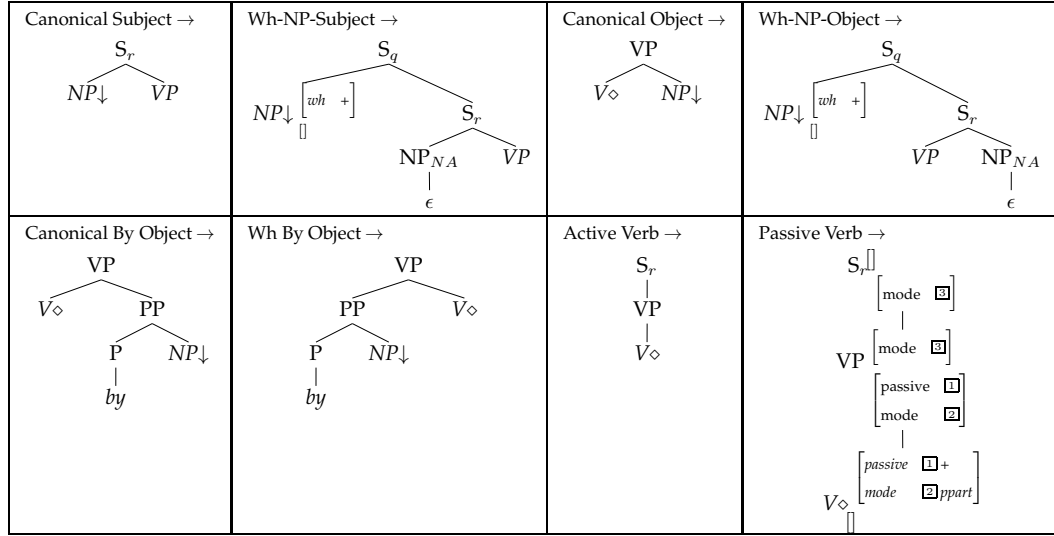 Canonical Subject →
S_r
NP↓ VP
Wh-NP-Subject →
S_q
NP↓ [wh +]
[]
S_r
NP_NA VP
ϵ
Canonical Object →
VP
V◇ NP↓
Wh-NP-Object →
S_q
NP↓ [wh +]
[]
S_r
VP NP_NA
ϵ
Canonical By Object →
VP
V◇ PP
P NP↓
by
Wh By Object →
VP
PP V◇
P NP↓
by
Active Verb →
S_r
VP
V◇
Passive Verb →
S_r []
[mode 3]
VP [mode 3]
[passive 1
mode 2]
[passive 1 +
mode 2 ppart]
V◇
[]